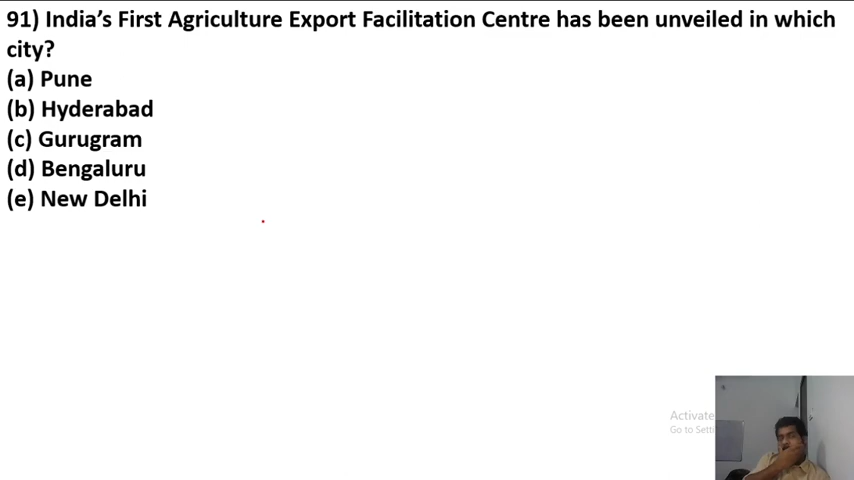 91) India's First Agriculture Export Facilitation Centre has been unveiled in which
city?
(a) Pune
(b) Hyderabad
(c) Gurugram
(d) Bengaluru
(e) New Delhi
Activate
Go to Setti